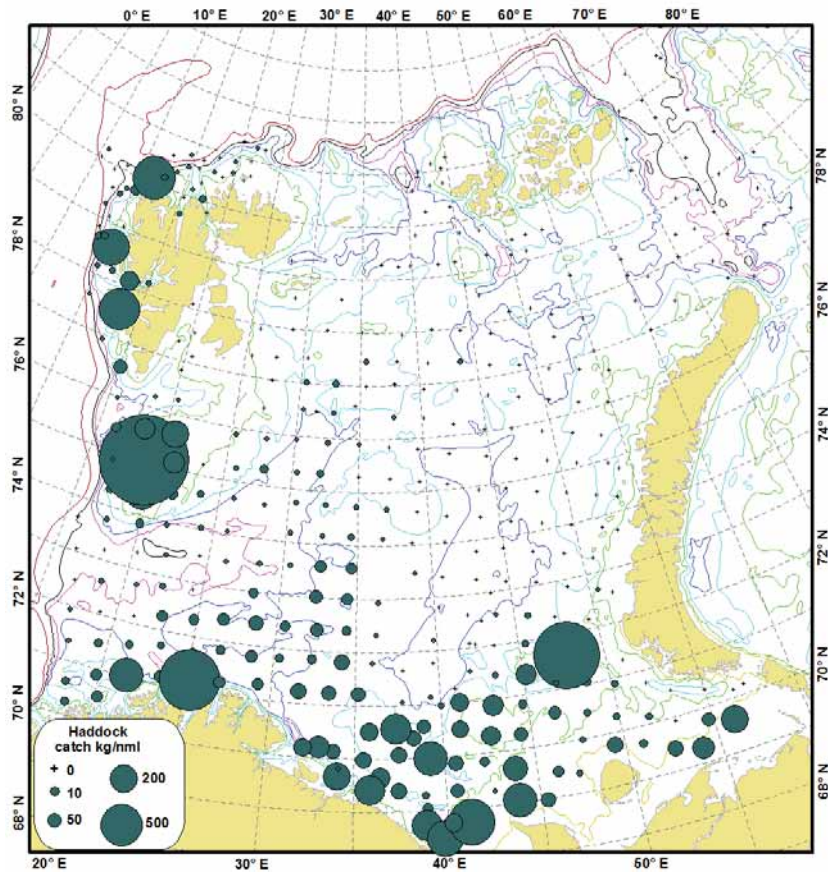 0° E 10° E 20° E 30° E 40° E 50° E 60° E 70° E 80° E
80° N
78° N
76° N
74° N
72° N
70° N
68° N
78° N
76° N
74° N
72° N
70° N
68° N
Haddock
catch kg/nml
0 200
10
50 500
20° E 30° E 40° E 50° E